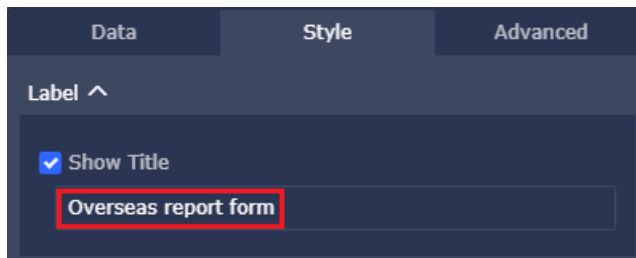 Data Style Advanced
Label
Show Title
Overseas report form